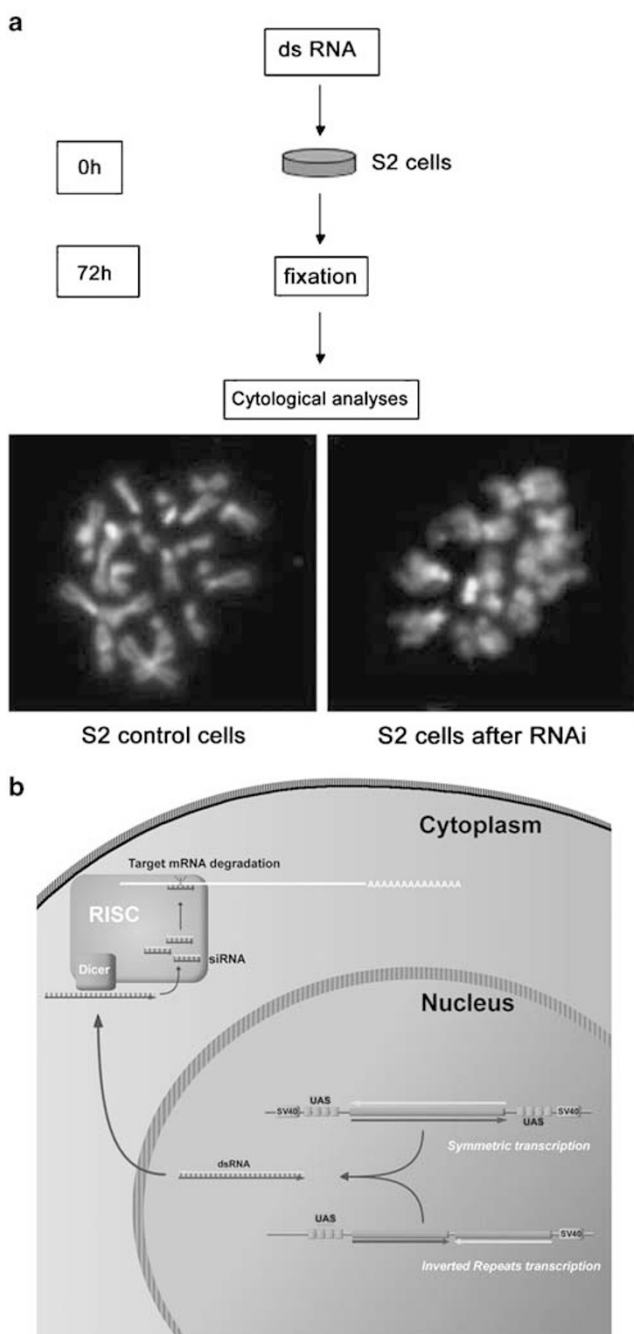 a
ds RNA
0h
S2 cells
72h
fixation
Cytological analyses
S2 control cells
S2 cells after RNAi
b
Cytoplasm
Target mRNA degradation
AAAAAAAAAAAAAA
RISC
siRNA
Dicer
Nucleus
UAS
SV40
SV40
UAS
Symmetric transcription
dsRNA
UAS
SV40
Inverted Repeats transcription